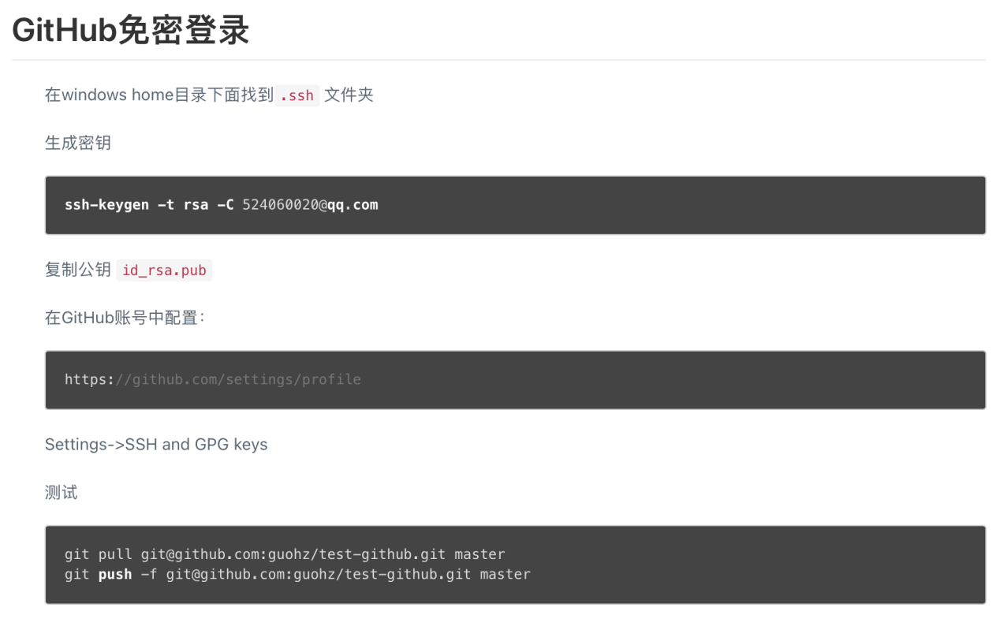 GitHub免密登录
在windows home目录下面找到 .ssh 文件夹
生成密钥
ssh-keygen -t rsa -C 524060020@qq.com
复制公钥 id_rsa.pub
在GitHub账号中配置：
https://github.com/settings/profile
Settings->SSH and GPG keys
测试
git pull git@github.com:guohz/test-github.git master
git push -f git@github.com:guohz/test-github.git master